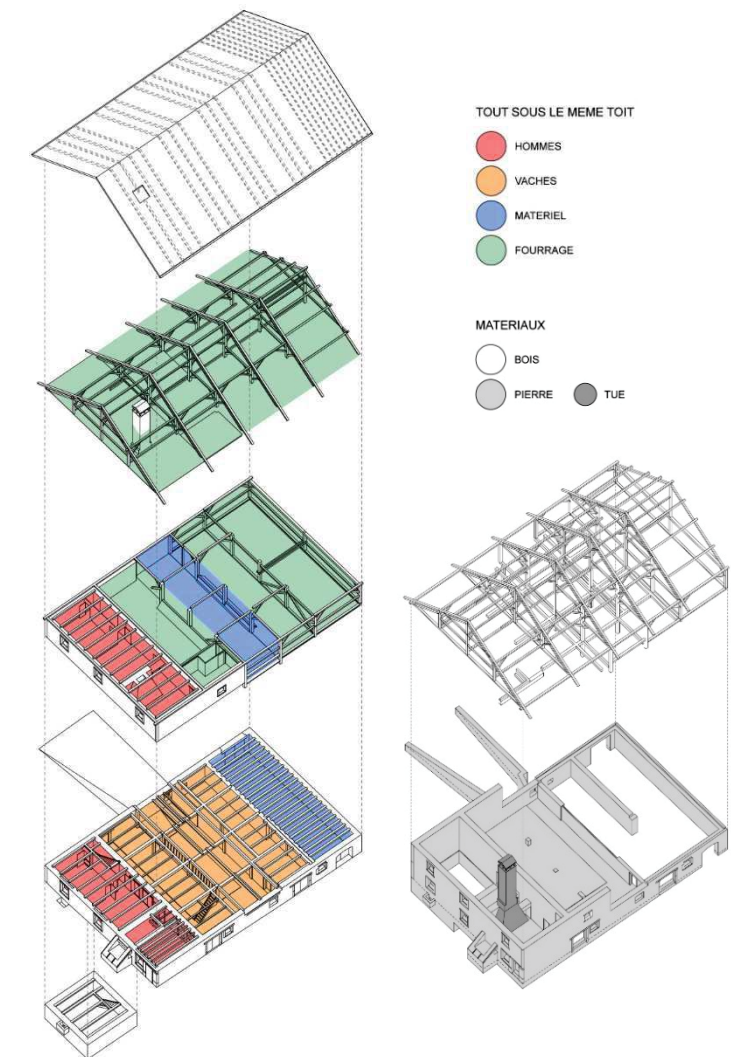 TOUT SOUS LE MEME TOIT
HOMMES
VACHES
MATERIEL
FOURRAGE
MATERIAUX
BOIS
PIERRE
TUE